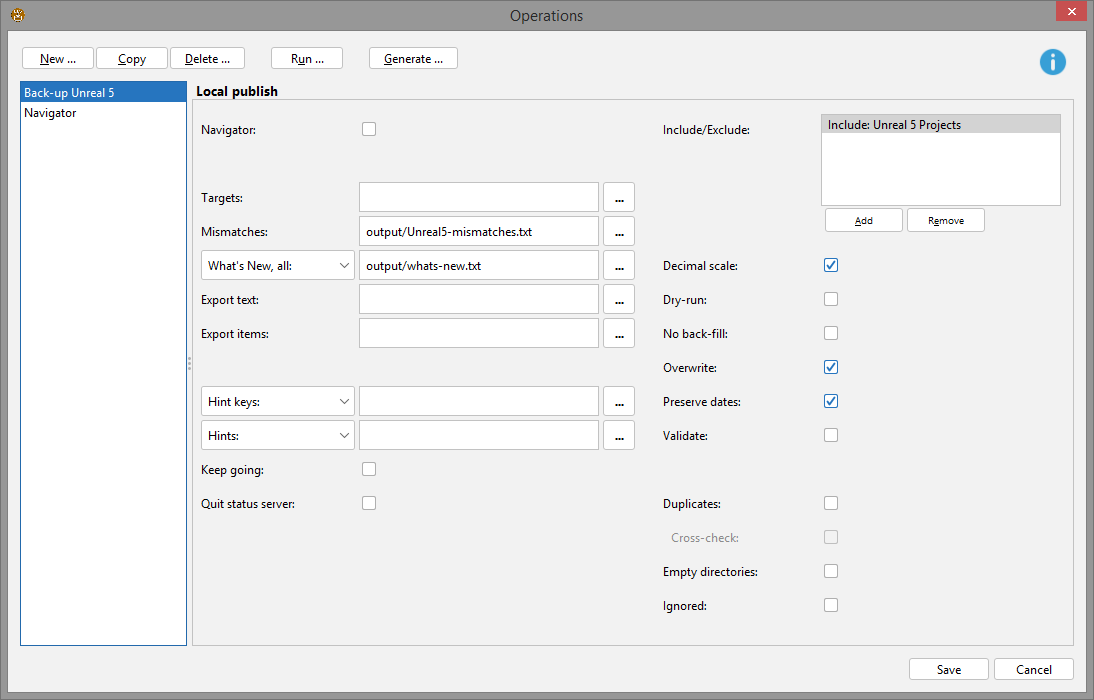 Operations
New ... Copy Delete ... Run ... Generate ...
Back-up Unreal 5
Navigator
Local publish
Navigator:
Targets: ...
Mismatches: output/Unreal5-mismatches.txt ...
What's New, all: output/whats-new.txt ...
Export text: ...
Export items: ...
Hint keys: ...
Hints: ...
Keep going:
Quit status server:
Include/Exclude: Include: Unreal 5 Projects
Add Remove
Decimal scale:
Dry-run:
No back-fill:
Overwrite:
Preserve dates:
Validate:
Duplicates:
Cross-check:
Empty directories:
Ignored:
Save Cancel